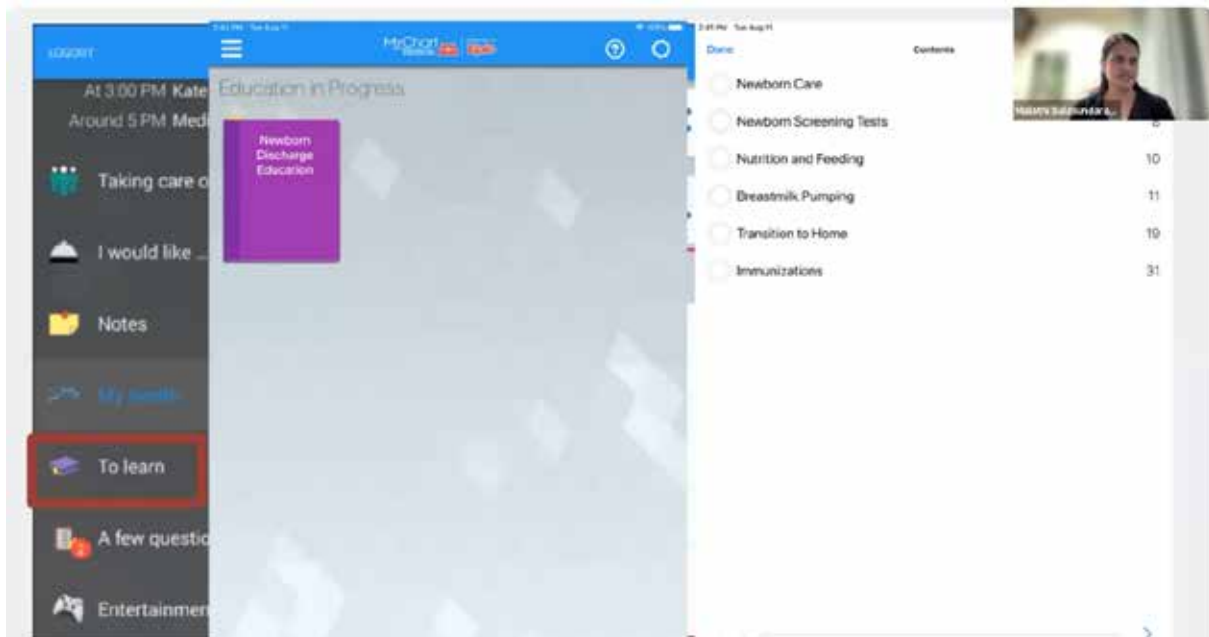 LOGOUT
At 3:00 PM Kate
Around 5 PM Medi
Taking care o
I would like ...
Notes
To learn
A few questio
2
Entertainmen
MyChart
Education in Progress
Newborn
Discharge
Education
Done
Contents
Newborn Care
Newborn Screening Tests
Nutrition and Feeding 10
Breastmilk Pumping 11
Transition to Home 19
Immunizations 31